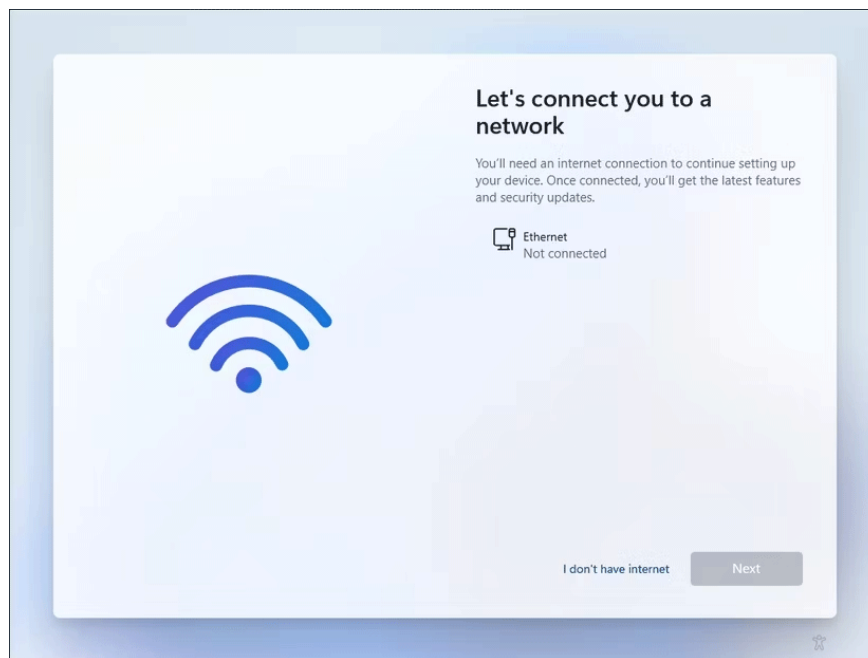 Let's connect you to a
network
You'll need an internet connection to continue setting up
your device. Once connected, you'll get the latest features
and security updates.
Ethernet
Not connected
I don't have internet
Next